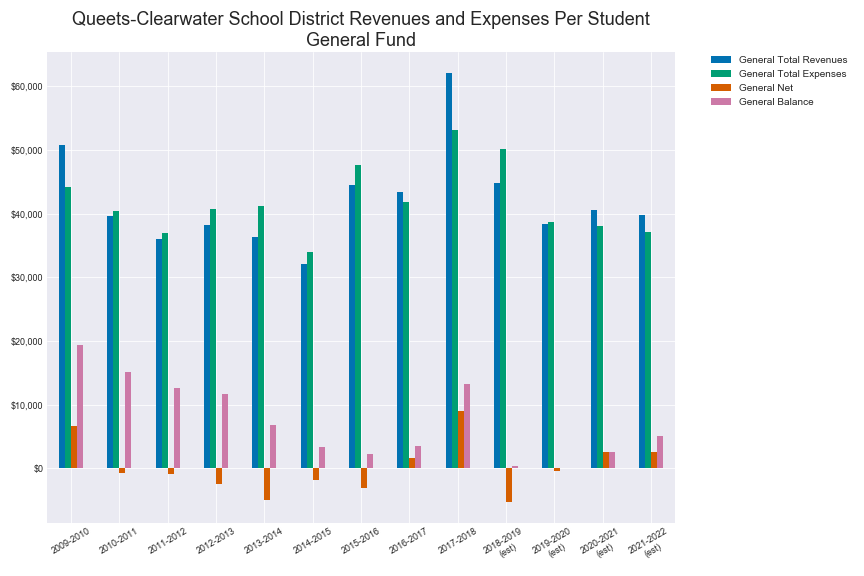 Queets-Clearwater School District Revenues and Expenses Per Student
General Fund
General Total Revenues
General Total Expenses
General Net
General Balance
$60,000
$50,000
$40,000
$30,000
$20,000
$10,000
$0
2009-2010
2010-2011
2011-2012
2012-2013
2013-2014
2014-2015
2015-2016
2016-2017
2017-2018
2018-2019
(est)
2019-2020
(est)
2020-2021
(est)
2021-2022
(est)